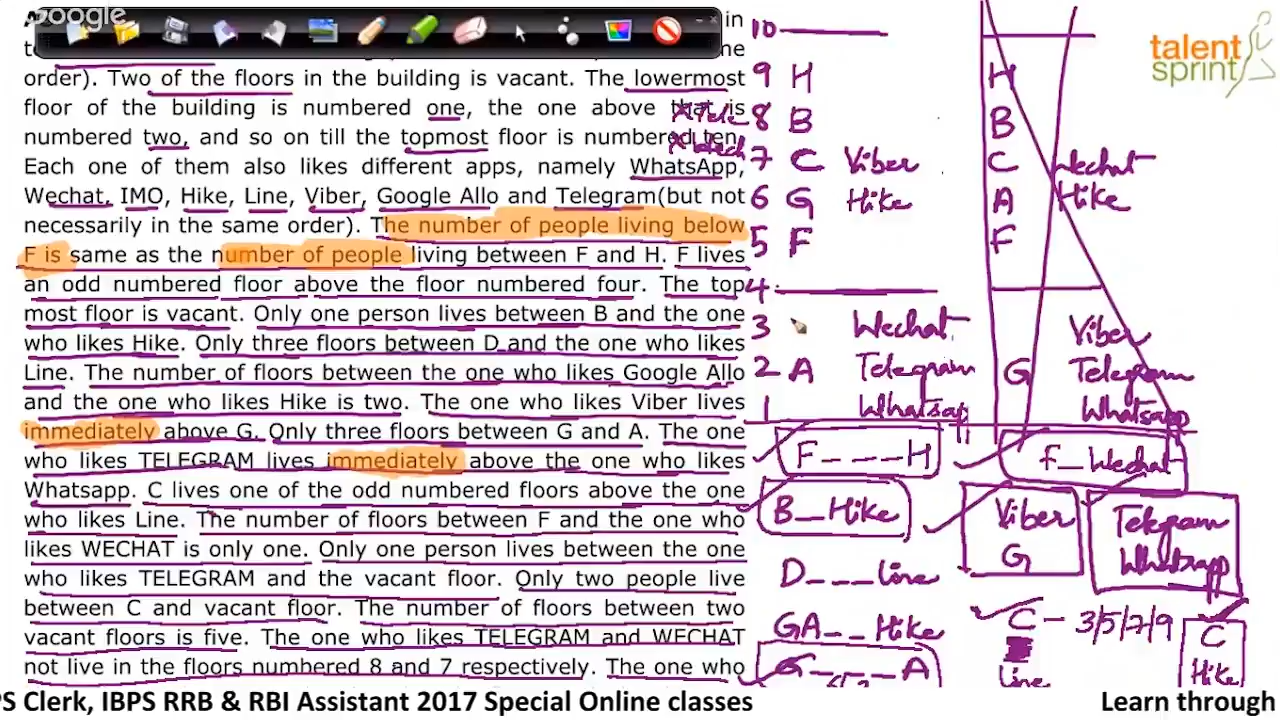 Google
in
order). Two of the floors in the building is vacant. The lowermost
floor of the building is numbered one, the one above that is
numbered two, and so on till the topmost floor is numbered ten.
Each one of them also likes different apps, namely WhatsApp,
Wechat, IMO, Hike, Line, Viber, Google Allo and Telegram(but not
necessarily in the same order). The number of people living below
F is same as the number of people living between F and H. F lives
an odd numbered floor above the floor numbered four. The top
most floor is vacant. Only one person lives between B and the one
who likes Hike. Only three floors between D and the one who likes
Line. The number of floors between the one who likes Google Allo
and the one who likes Hike is two. The one who likes Viber lives
immediately above G. Only three floors between G and A. The one
who likes TELEGRAM lives immediately above the one who likes
Whatsapp. C lives one of the odd numbered floors above the one
who likes Line. The number of floors between F and the one who
likes WECHAT is only one. Only one person lives between the one
who likes TELEGRAM and the vacant floor. Only two people live
between C and vacant floor. The number of floors between two
vacant floors is five. The one who likes TELEGRAM and WECHAT
not live in the floors numbered 8 and 7 respectively. The one who
10
9 H
x Tele 8 B
x Wech 7 C Viber
6 G Hike
5 F
4
3 Wechat
2 A Telegram
1 Whatsap
H
B
C Wechat
A Hike
F
Viber
G Telegram
Whatsapp
F _ _ _ H
F _ Wechat
B _ Hike
Viber
G
Telegram
Whatsapp
D _ _ _ Line
GA _ _ Hike
G _ _ _ A
C - 3/5/7/9
Line
C
Hike
talent
sprint
PS Clerk, IBPS RRB & RBI Assistant 2017 Special Online classes
Learn through